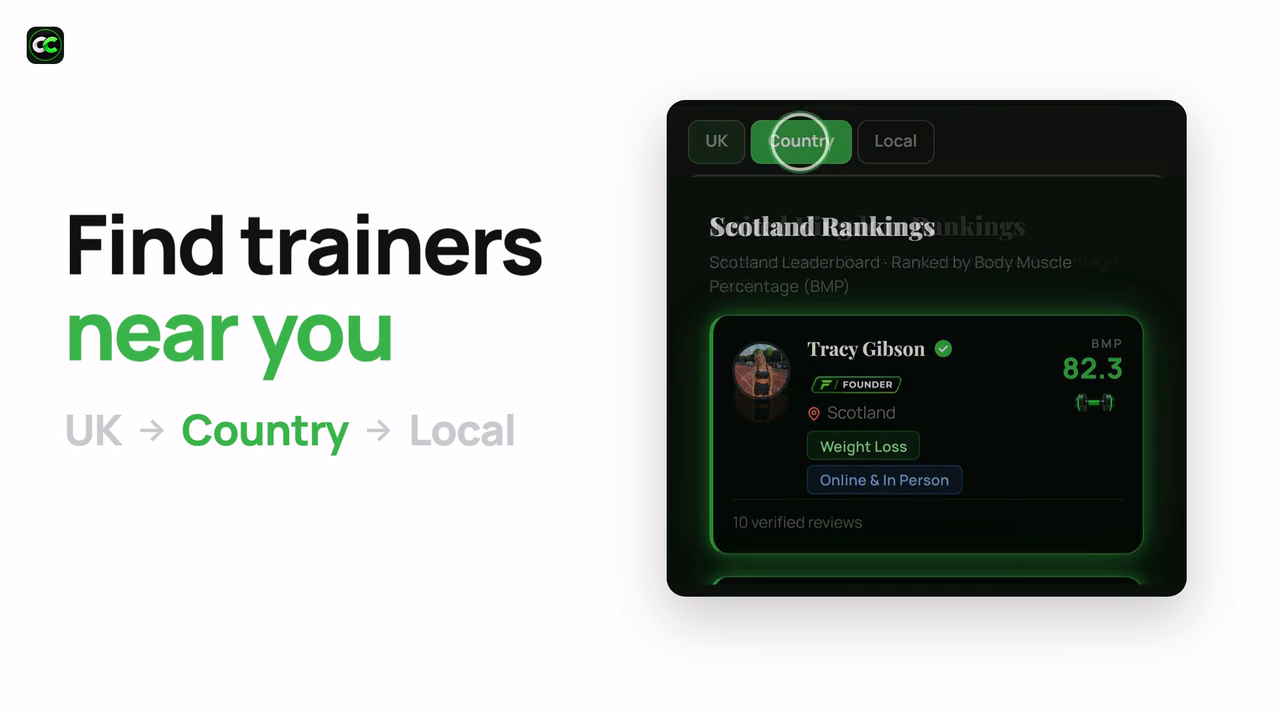 CC
Find trainers
near you
UK → Country → Local
UK
Country
Local
Scotland Rankings
Scotland Leaderboard · Ranked by Body Muscle
Percentage (BMP)
Tracy Gibson
BMP
82.3
F / FOUNDER
Scotland
Weight Loss
Online & In Person
10 verified reviews